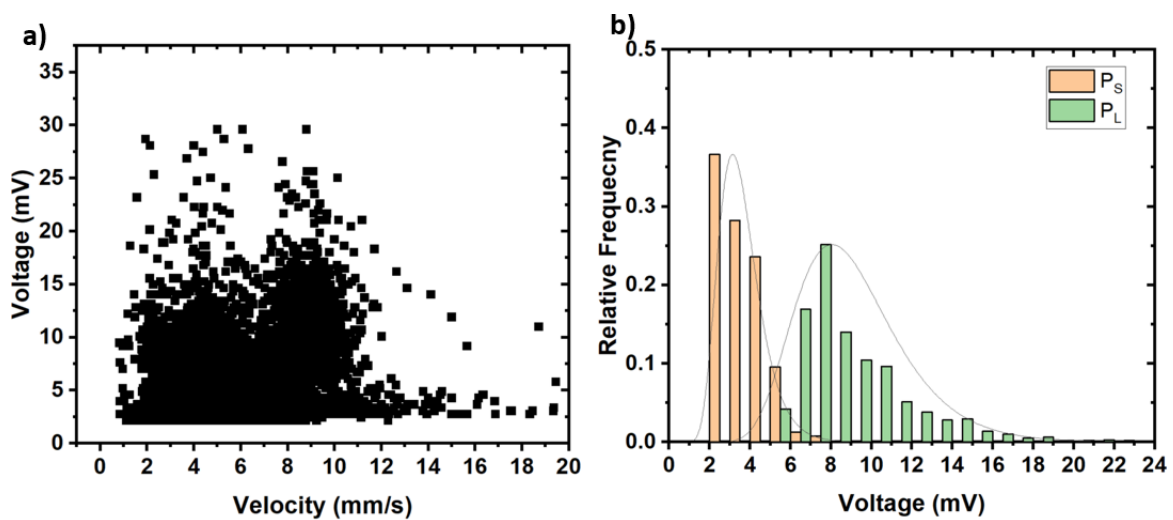 a)
35
30
25
20
15
10
5
0
Voltage (mV)
0 2 4 6 8 10 12 14 16 18 20
Velocity (mm/s)
b)
0.5
0.4
0.3
0.2
0.1
0.0
Relative Frequecny
P_S
P_L
0 2 4 6 8 10 12 14 16 18 20 22 24
Voltage (mV)